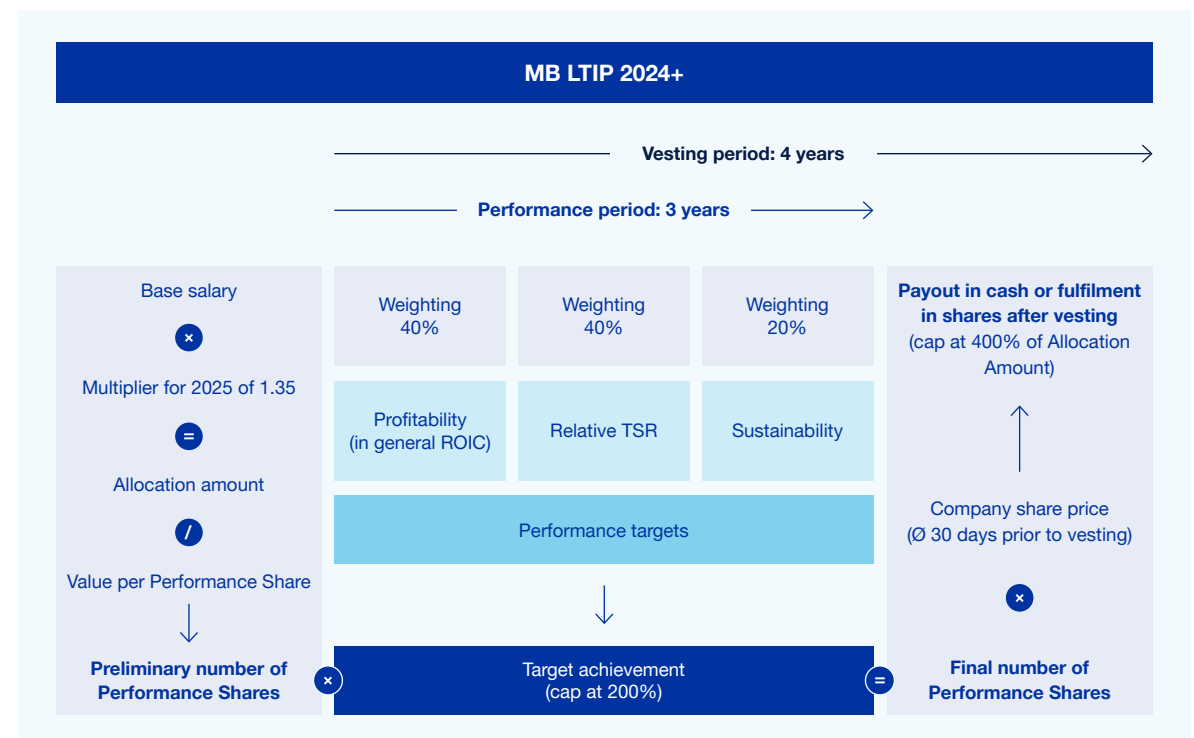 MB LTIP 2024+
Vesting period: 4 years
Performance period: 3 years
Base salary
×
Multiplier for 2025 of 1.35
=
Allocation amount
/
Value per Performance Share
Preliminary number of
Performance Shares
×
Weighting
40%
Weighting
40%
Weighting
20%
Profitability
(in general ROIC)
Relative TSR
Sustainability
Performance targets
Target achievement
(cap at 200%)
=
Payout in cash or fulfilment
in shares after vesting
(cap at 400% of Allocation
Amount)
Company share price
(Ø 30 days prior to vesting)
×
Final number of
Performance Shares